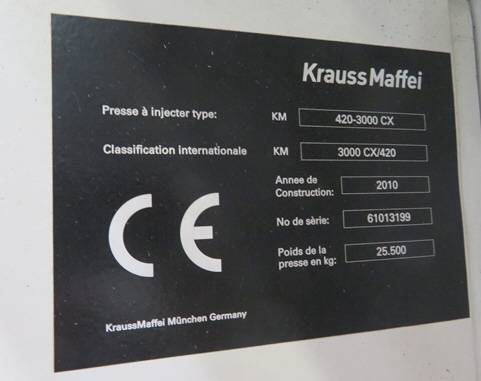 KraussMaffei
Presse à injecter type: KM 420-3000 CX
Classification internationale KM 3000 CX/420
Annee de
Construction: 2010
No de sèrie: 61013199
Poids de la
presse en kg: 25.500
CE
KraussMaffei München Germany